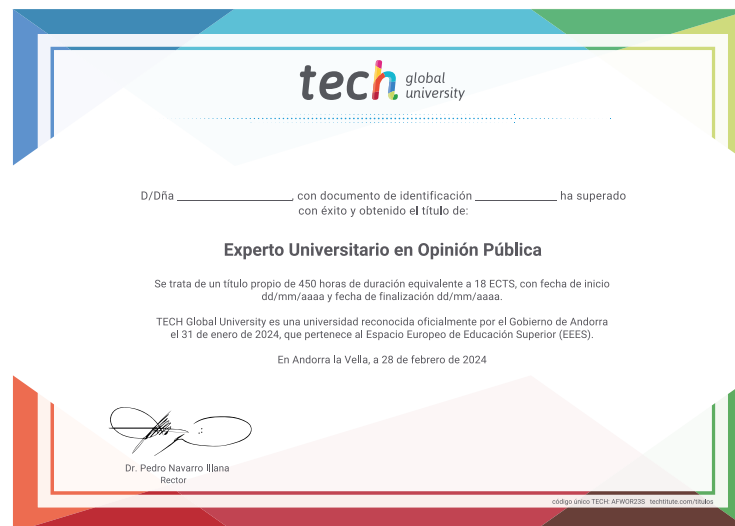 tech global university
D/Dña ____________________, con documento de identificación ______________ ha superado
con éxito y obtenido el título de:
Experto Universitario en Opinión Pública
Se trata de un título propio de 450 horas de duración equivalente a 18 ECTS, con fecha de inicio
dd/mm/aaaa y fecha de finalización dd/mm/aaaa.
TECH Global University es una universidad reconocida oficialmente por el Gobierno de Andorra
el 31 de enero de 2024, que pertenece al Espacio Europeo de Educación Superior (EEES).
En Andorra la Vella, a 28 de febrero de 2024
Dr. Pedro Navarro Illana
Rector
código único TECH: AFWOR23S techtitute.com/titulos